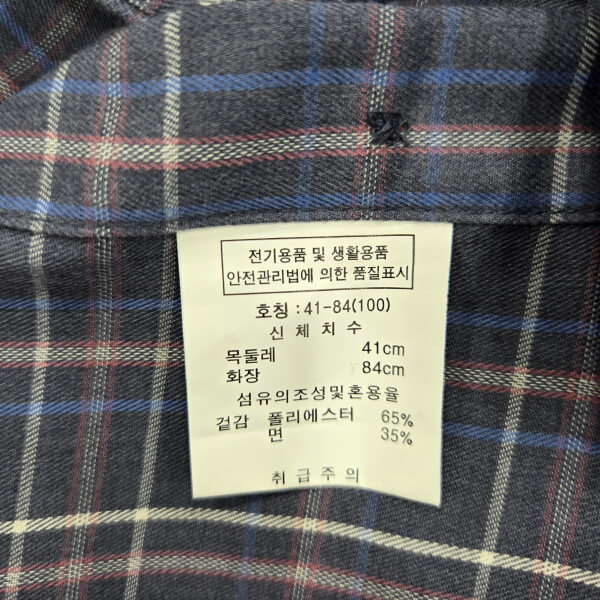 전기용품 및 생활용품
안전관리법에 의한 품질표시
호칭 : 41-84(100)
신 체 치 수
목둘레 41cm
화장 84cm
섬유의조성및혼용율
겉감 폴리에스터 65%
면 35%
취 급 주 의